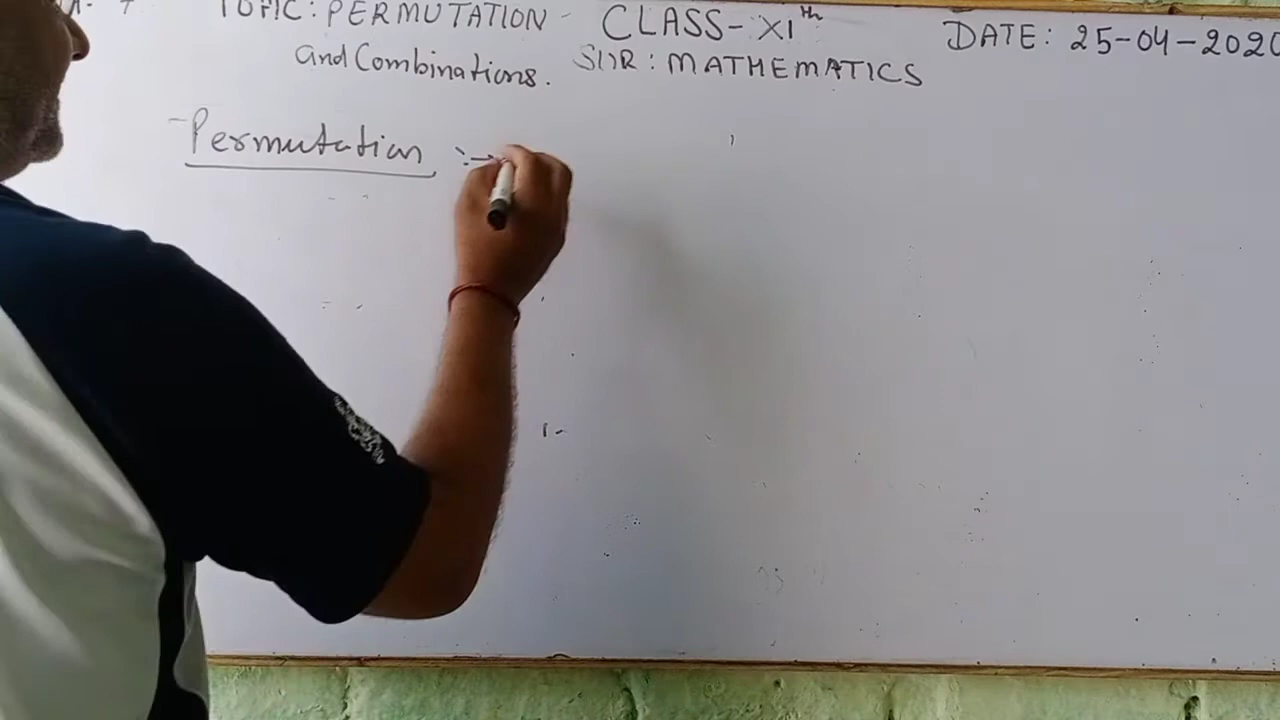 TOPIC: PERMUTATION - CLASS-XIth DATE: 25-04-2020
and Combinations. SUB: MATHEMATICS
Permutation :-